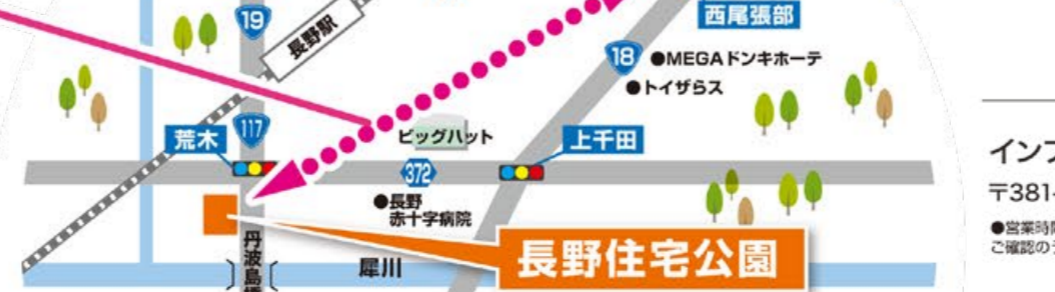 19
長野駅
西尾張部
18
●MEGAドンキホーテ
●トイザらス
荒木
117
ビッグハット
上千田
372
●長野
赤十字病院
長野住宅公園
丹波島
犀川
イン
〒381
●営業時
ご確認の